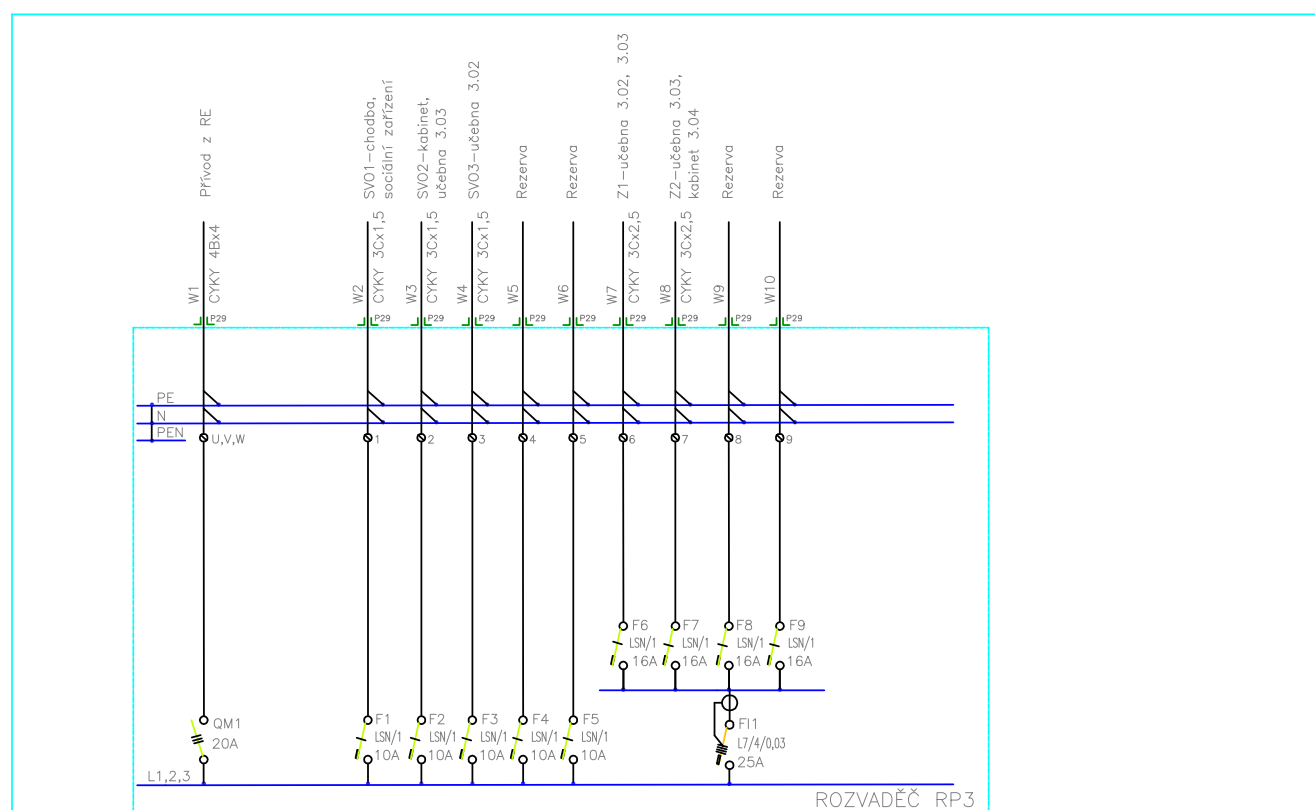 Přívod z RE
SV01-chodba,
sociální zařízení
SV02-kabinet,
učebna 3.03
SV03-učebna 3.02
Rezerva
Rezerva
Z1-učebna 3.02, 3.03
Z2-učebna 3.03,
kabinet 3.04
Rezerva
Rezerva
W1
CYKY 4Bx4
W2
CYKY 3Cx1,5
W3
CYKY 3Cx1,5
W4
CYKY 3Cx1,5
W5
W6
W7
CYKY 3Cx2,5
W8
CYKY 3Cx2,5
W9
W10
P29 P29 P29 P29 P29 P29 P29 P29 P29 P29
PE
N
PEN
U,V,W 1 2 3 4 5 6 7 8 9
F6 F7 F8 F9
LSN/1 LSN/1 LSN/1 LSN/1
16A 16A 16A 16A
QM1 F1 F2 F3 F4 F5 FI1
LSN/1 LSN/1 LSN/1 LSN/1 LSN/1 L7/4/0,03
20A 10A 10A 10A 10A 10A 25A
L1,2,3
ROZVADĚČ RP3